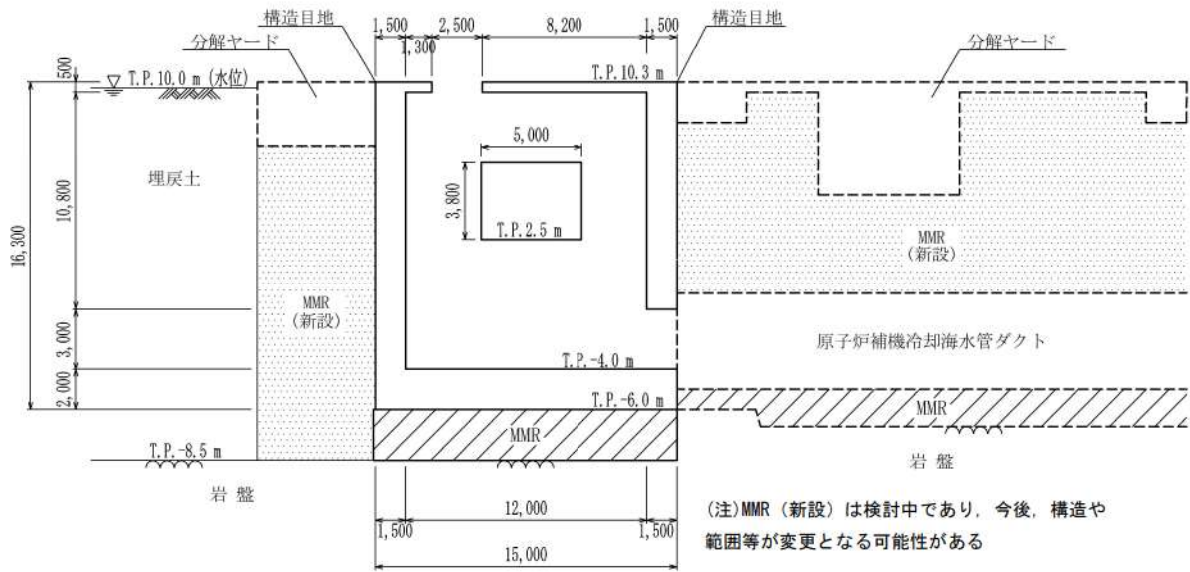 構造目地
分解ヤード
1,500
1,300
2,500
8,200
1,500
構造目地
分解ヤード
500
T.P.10.0 m (水位)
T.P.10.3 m
埋戻土
10,800
16,300
5,000
3,800
T.P.2.5 m
MMR
(新設)
MMR
(新設)
3,000
原子炉補機冷却海水管ダクト
T.P.-4.0 m
2,000
T.P.-6.0 m
MMR
MMR
T.P.-8.5 m
岩 盤
岩 盤
1,500
12,000
1,500
15,000
(注)MMR(新設)は検討中であり,今後,構造や
範囲等が変更となる可能性がある